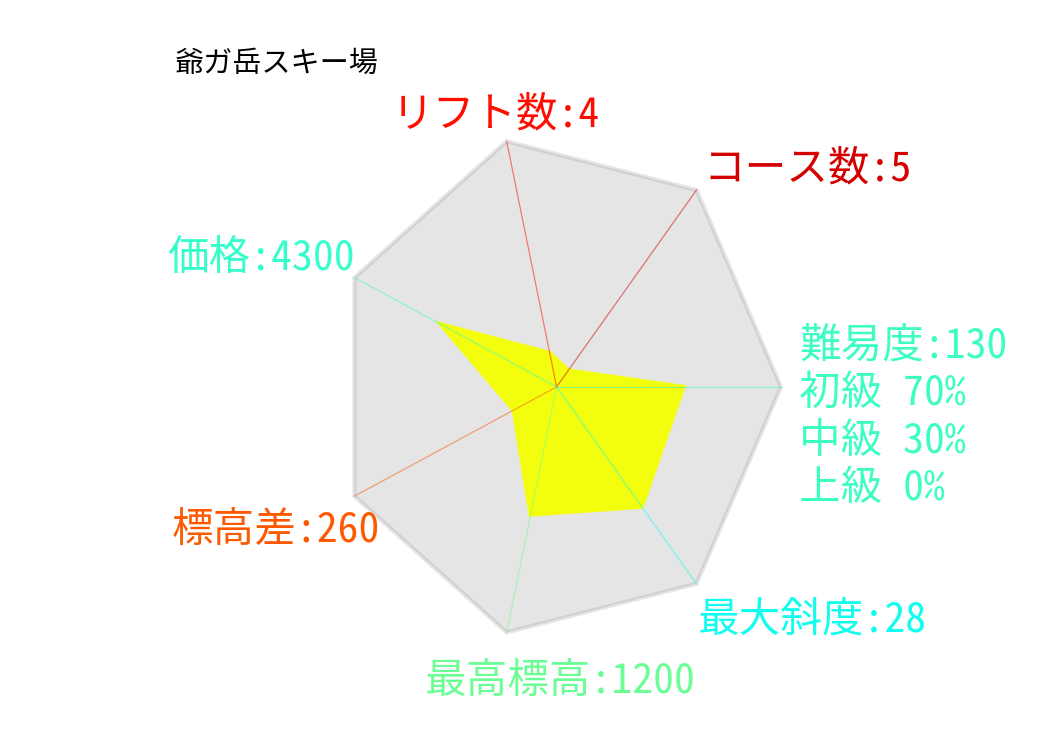 爺ガ岳スキー場
リフト数:4
コース数:5
価格:4300
難易度:130
初級 70%
中級 30%
上級 0%
標高差:260
最大斜度:28
最高標高:1200